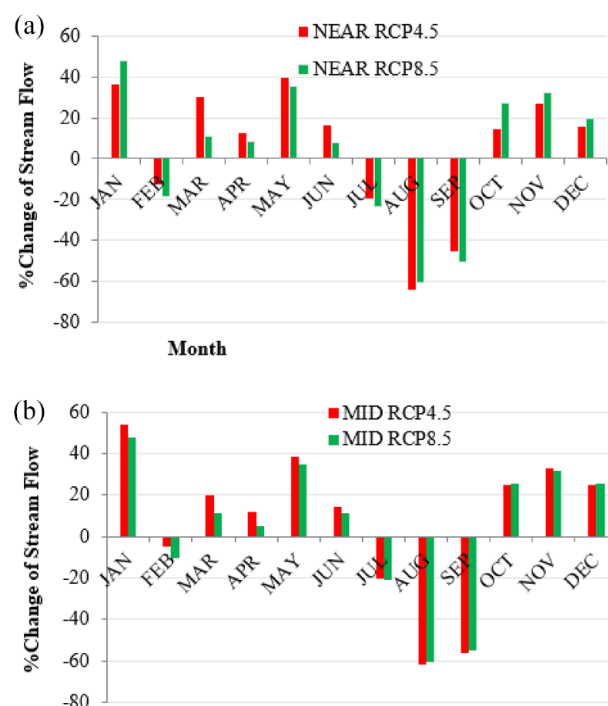 (a)
NEAR RCP4.5
NEAR RCP8.5
60
40
20
0
-20
-40
-60
-80
%Change of Stream Flow
JAN
FEB
MAR
APR
MAY
JUN
JUL
AUG
SEP
OCT
NOV
DEC
Month
(b)
MID RCP4.5
MID RCP8.5
60
40
20
0
-20
-40
-60
-80
%Change of Stream Flow
JAN
FEB
MAR
APR
MAY
JUN
JUL
AUG
SEP
OCT
NOV
DEC